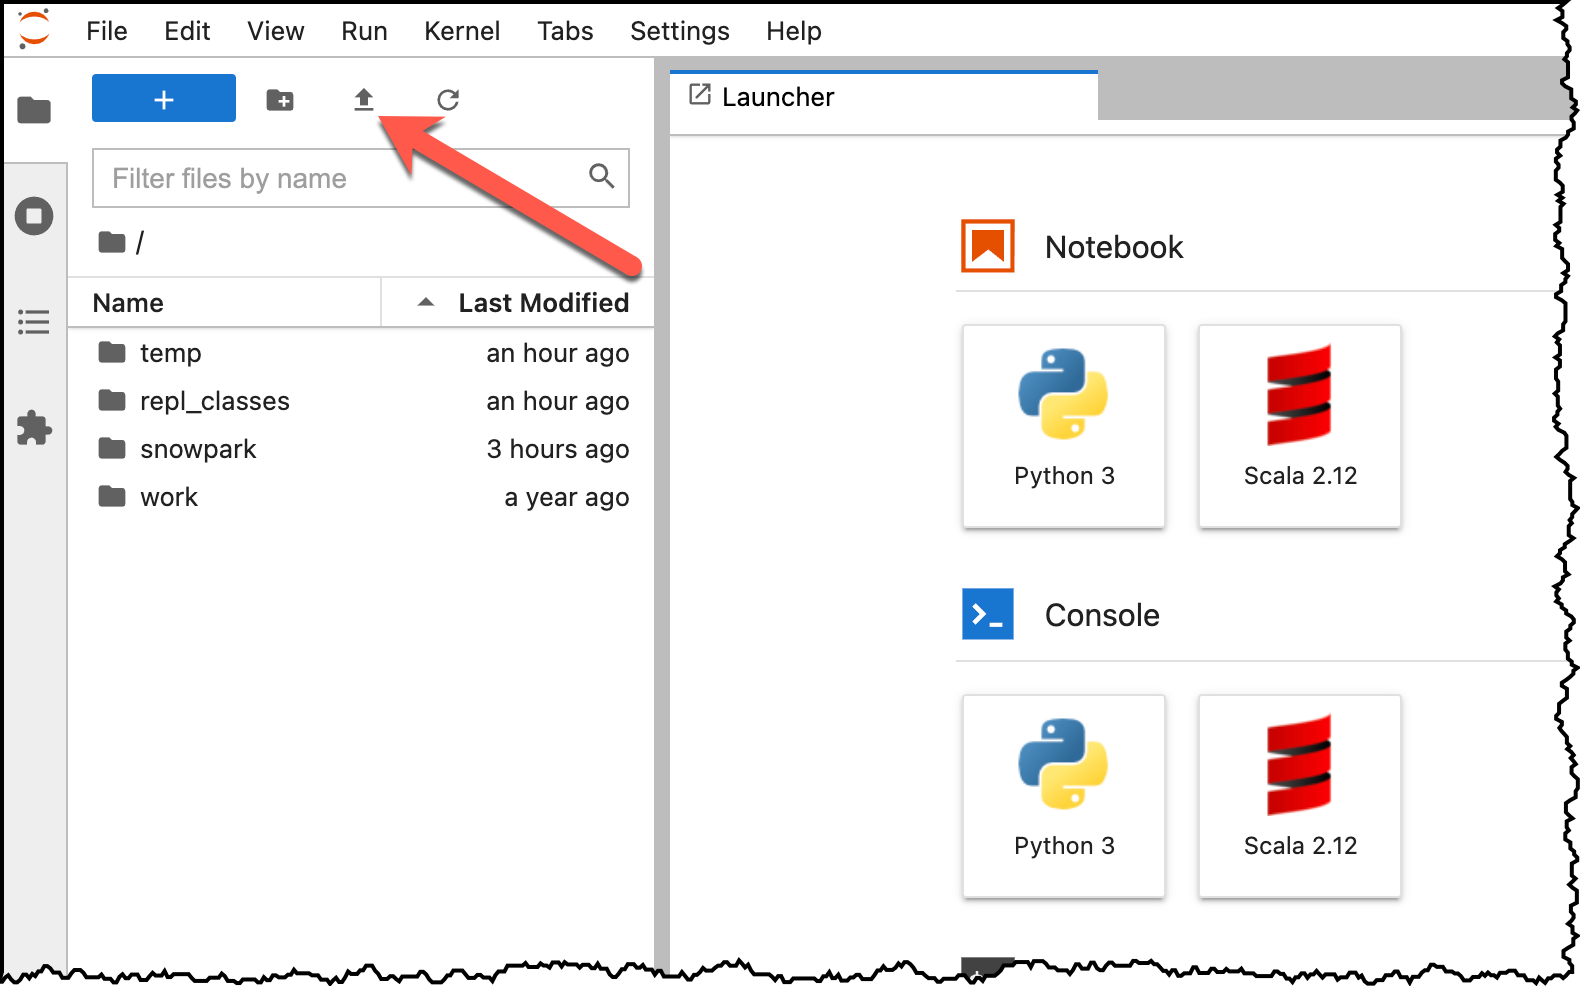 File Edit View Run Kernel Tabs Settings Help
Launcher
Filter files by name
/
Name Last Modified
temp an hour ago
repl_classes an hour ago
snowpark 3 hours ago
work a year ago
Notebook
Python 3 Scala 2.12
Console
Python 3 Scala 2.12